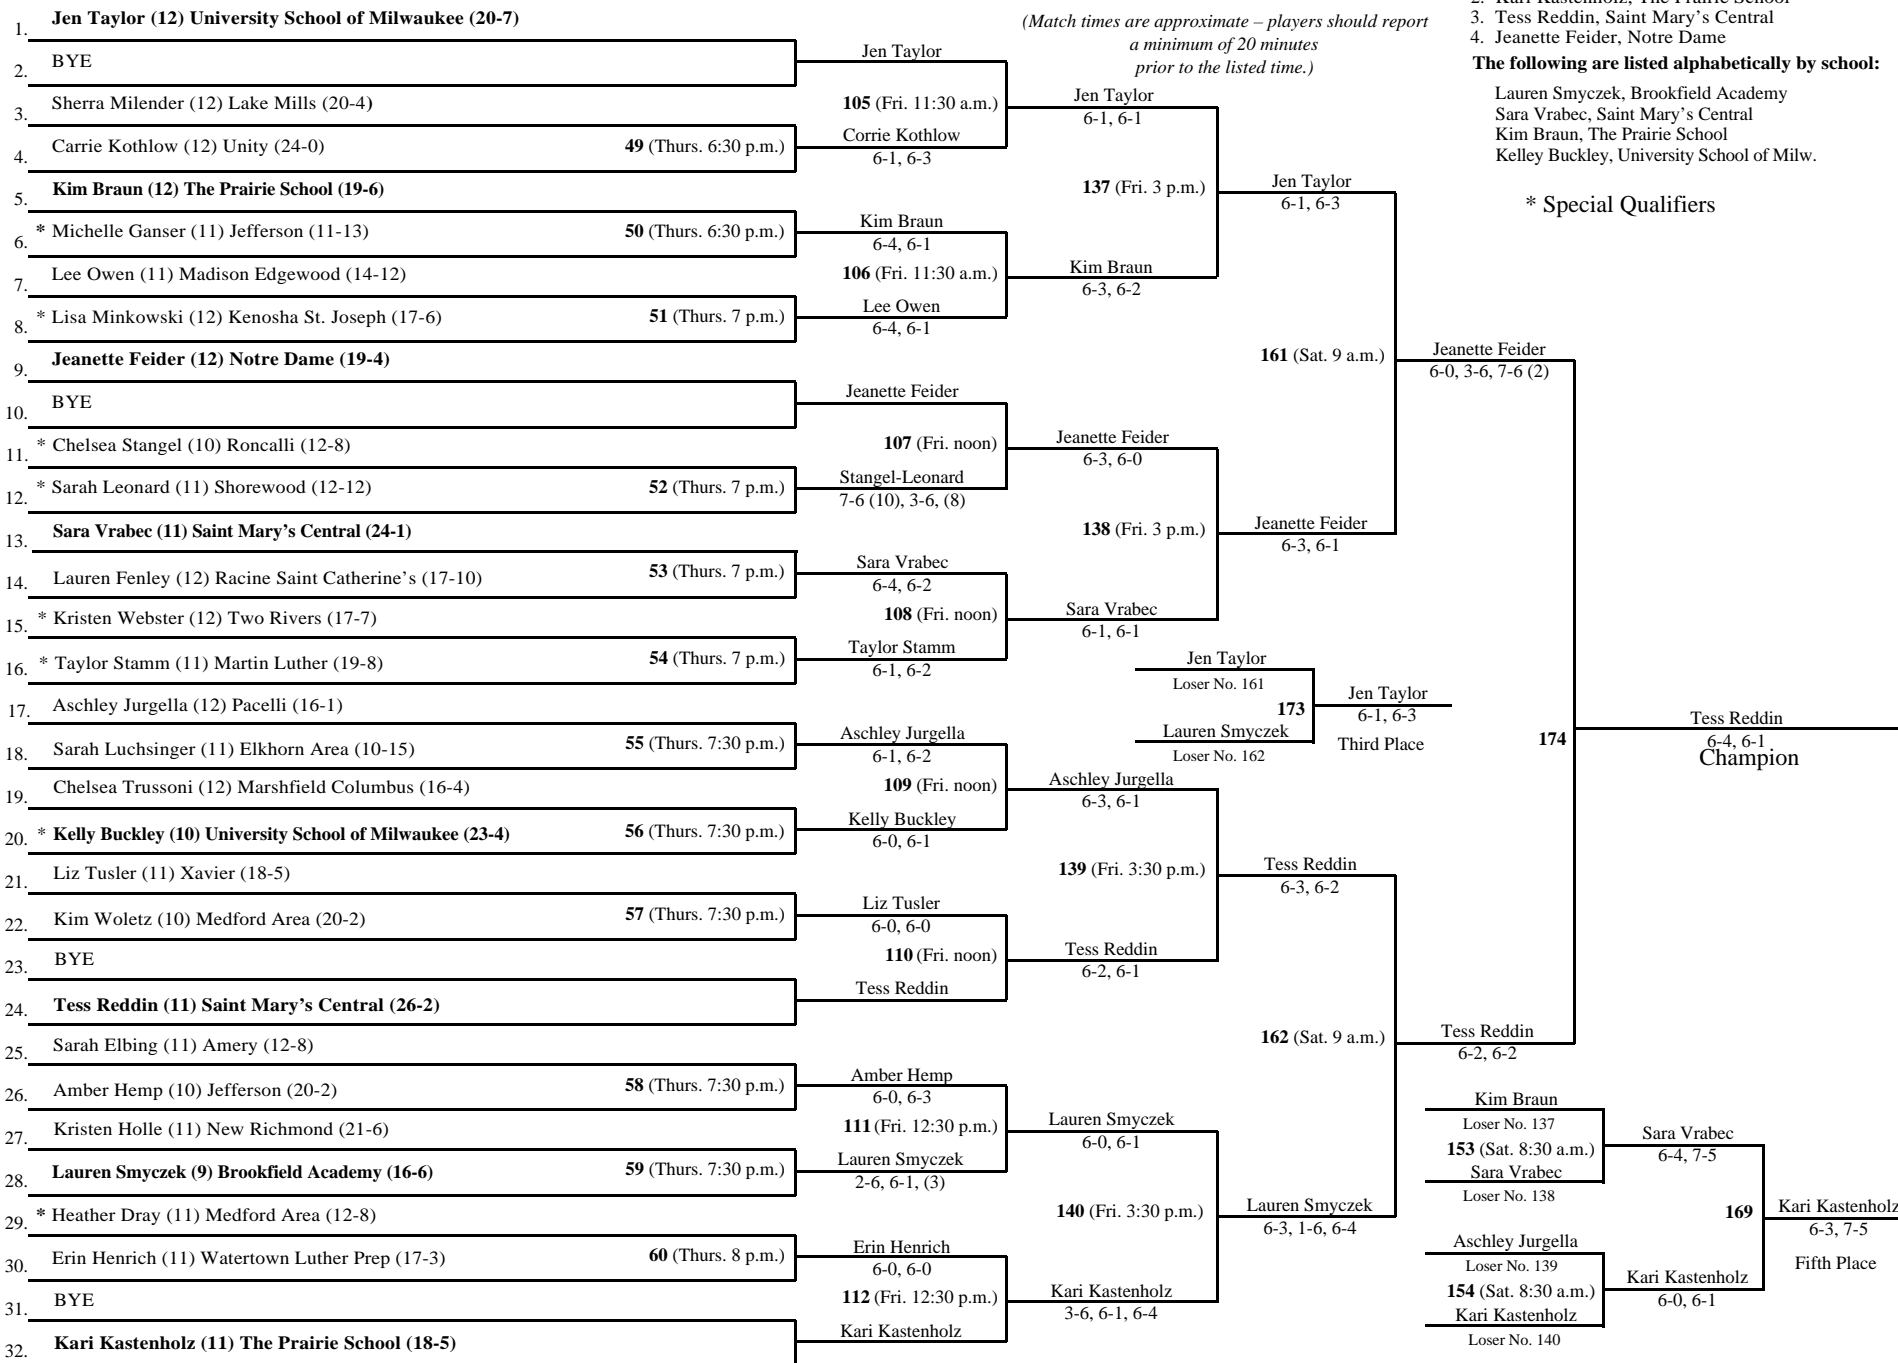 1. Jen Taylor (12) University School of Milwaukee (20-7)
2. BYE
3. Sherra Milender (12) Lake Mills (20-4)
4. Carrie Kothlow (12) Unity (24-0) 49 (Thurs. 6:30 p.m.)
5. Kim Braun (12) The Prairie School (19-6)
6. * Michelle Ganser (11) Jefferson (11-13) 50 (Thurs. 6:30 p.m.)
7. Lee Owen (11) Madison Edgewood (14-12)
8. * Lisa Minkowski (12) Kenosha St. Joseph (17-6) 51 (Thurs. 7 p.m.)
9. Jeanette Feider (12) Notre Dame (19-4)
10. BYE
11. * Chelsea Stangel (10) Roncalli (12-8)
12. * Sarah Leonard (11) Shorewood (12-12) 52 (Thurs. 7 p.m.)
13. Sara Vrabec (11) Saint Mary's Central (24-1)
14. Lauren Fenley (12) Racine Saint Catherine's (17-10) 53 (Thurs. 7 p.m.)
15. * Kristen Webster (12) Two Rivers (17-7)
16. * Taylor Stamm (11) Martin Luther (19-8) 54 (Thurs. 7 p.m.)
17. Aschley Jurgella (12) Pacelli (16-1)
18. Sarah Luchsinger (11) Elkhorn Area (10-15) 55 (Thurs. 7:30 p.m.)
19. Chelsea Trussoni (12) Marshfield Columbus (16-4)
20. * Kelly Buckley (10) University School of Milwaukee (23-4) 56 (Thurs. 7:30 p.m.)
21. Liz Tusler (11) Xavier (18-5)
22. Kim Woletz (10) Medford Area (20-2) 57 (Thurs. 7:30 p.m.)
23. BYE
24. Tess Reddin (11) Saint Mary's Central (26-2)
25. Sarah Elbing (11) Amery (12-8)
26. Amber Hemp (10) Jefferson (20-2) 58 (Thurs. 7:30 p.m.)
27. Kristen Holle (11) New Richmond (21-6)
28. Lauren Smyczek (9) Brookfield Academy (16-6) 59 (Thurs. 7:30 p.m.)
29. * Heather Dray (11) Medford Area (12-8)
30. Erin Henrich (11) Watertown Luther Prep (17-3) 60 (Thurs. 8 p.m.)
31. BYE
32. Kari Kastenholz (11) The Prairie School (18-5)
Jen Taylor
105 (Fri. 11:30 a.m.)
Corrie Kothlow
6-1, 6-3
Kim Braun
6-4, 6-1
106 (Fri. 11:30 a.m.)
Lee Owen
6-4, 6-1
Jeanette Feider
107 (Fri. noon)
Stangel-Leonard
7-6 (10), 3-6, (8)
Sara Vrabec
6-4, 6-2
108 (Fri. noon)
Taylor Stamm
6-1, 6-2
Aschley Jurgella
6-1, 6-2
109 (Fri. noon)
Kelly Buckley
6-0, 6-1
Liz Tusler
6-0, 6-0
110 (Fri. noon)
Tess Reddin
Amber Hemp
6-0, 6-3
111 (Fri. 12:30 p.m.)
Lauren Smyczek
2-6, 6-1, (3)
Erin Henrich
6-0, 6-0
112 (Fri. 12:30 p.m.)
Kari Kastenholz
(Match times are approximate – players should report
a minimum of 20 minutes
prior to the listed time.)
Jen Taylor
6-1, 6-1
137 (Fri. 3 p.m.)
Kim Braun
6-3, 6-2
Jeanette Feider
6-3, 6-0
138 (Fri. 3 p.m.)
Sara Vrabec
6-1, 6-1
Aschley Jurgella
6-3, 6-1
139 (Fri. 3:30 p.m.)
Tess Reddin
6-2, 6-1
Lauren Smyczek
6-0, 6-1
140 (Fri. 3:30 p.m.)
Kari Kastenholz
3-6, 6-1, 6-4
Jen Taylor
6-1, 6-3
161 (Sat. 9 a.m.)
Jeanette Feider
6-3, 6-1
Tess Reddin
6-3, 6-2
162 (Sat. 9 a.m.)
Lauren Smyczek
6-3, 1-6, 6-4
Jeanette Feider
6-0, 3-6, 7-6 (2)
174
Tess Reddin
6-2, 6-2
Tess Reddin
6-4, 6-1
Champion
Jen Taylor
Loser No. 161
173
Lauren Smyczek
Loser No. 162
Jen Taylor
6-1, 6-3
Third Place
Kim Braun
Loser No. 137
153 (Sat. 8:30 a.m.)
Sara Vrabec
Loser No. 138
Sara Vrabec
6-4, 7-5
Aschley Jurgella
Loser No. 139
154 (Sat. 8:30 a.m.)
Kari Kastenholz
Loser No. 140
Kari Kastenholz
6-0, 6-1
169
Kari Kastenholz
6-3, 7-5
Fifth Place
2. Kari Kastenholz, The Prairie School
3. Tess Reddin, Saint Mary's Central
4. Jeanette Feider, Notre Dame
The following are listed alphabetically by school:
Lauren Smyczek, Brookfield Academy
Sara Vrabec, Saint Mary's Central
Kim Braun, The Prairie School
Kelley Buckley, University School of Milw.
* Special Qualifiers